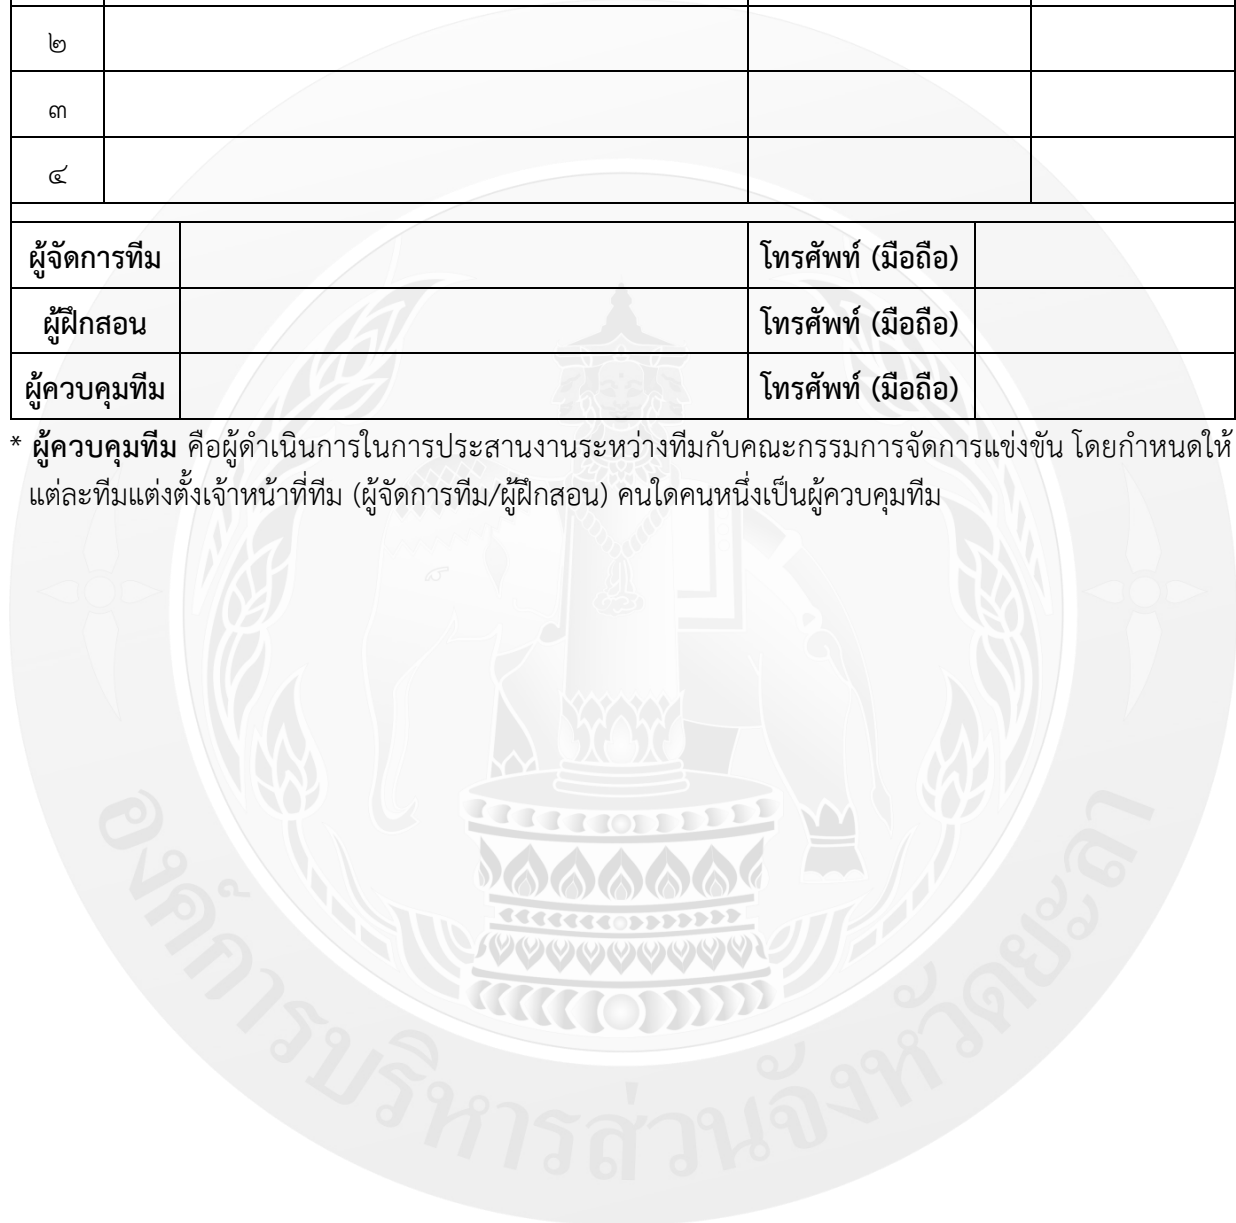 ๒
๓
๔
ผู้จัดการทีม โทรศัพท์ (มือถือ)
ผู้ฝึกสอน โทรศัพท์ (มือถือ)
ผู้ควบคุมทีม โทรศัพท์ (มือถือ)
* ผู้ควบคุมทีม คือผู้ดำเนินการในการประสานงานระหว่างทีมกับคณะกรรมการจัดการแข่งขัน โดยกำหนดให้
แต่ละทีมแต่งตั้งเจ้าหน้าที่ทีม (ผู้จัดการทีม/ผู้ฝึกสอน) คนใดคนหนึ่งเป็นผู้ควบคุมทีม
องค์การบริหารส่วนจังหวัดยะลา